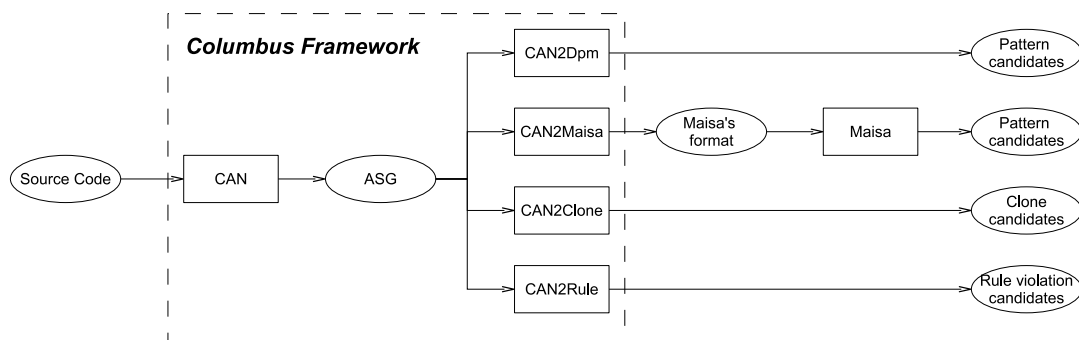 Columbus Framework
CAN2Dpm
Pattern
candidates
CAN2Maisa
Maisa's
format
Maisa
Pattern
candidates
Source Code
CAN
ASG
CAN2Clone
Clone
candidates
CAN2Rule
Rule violation
candidates